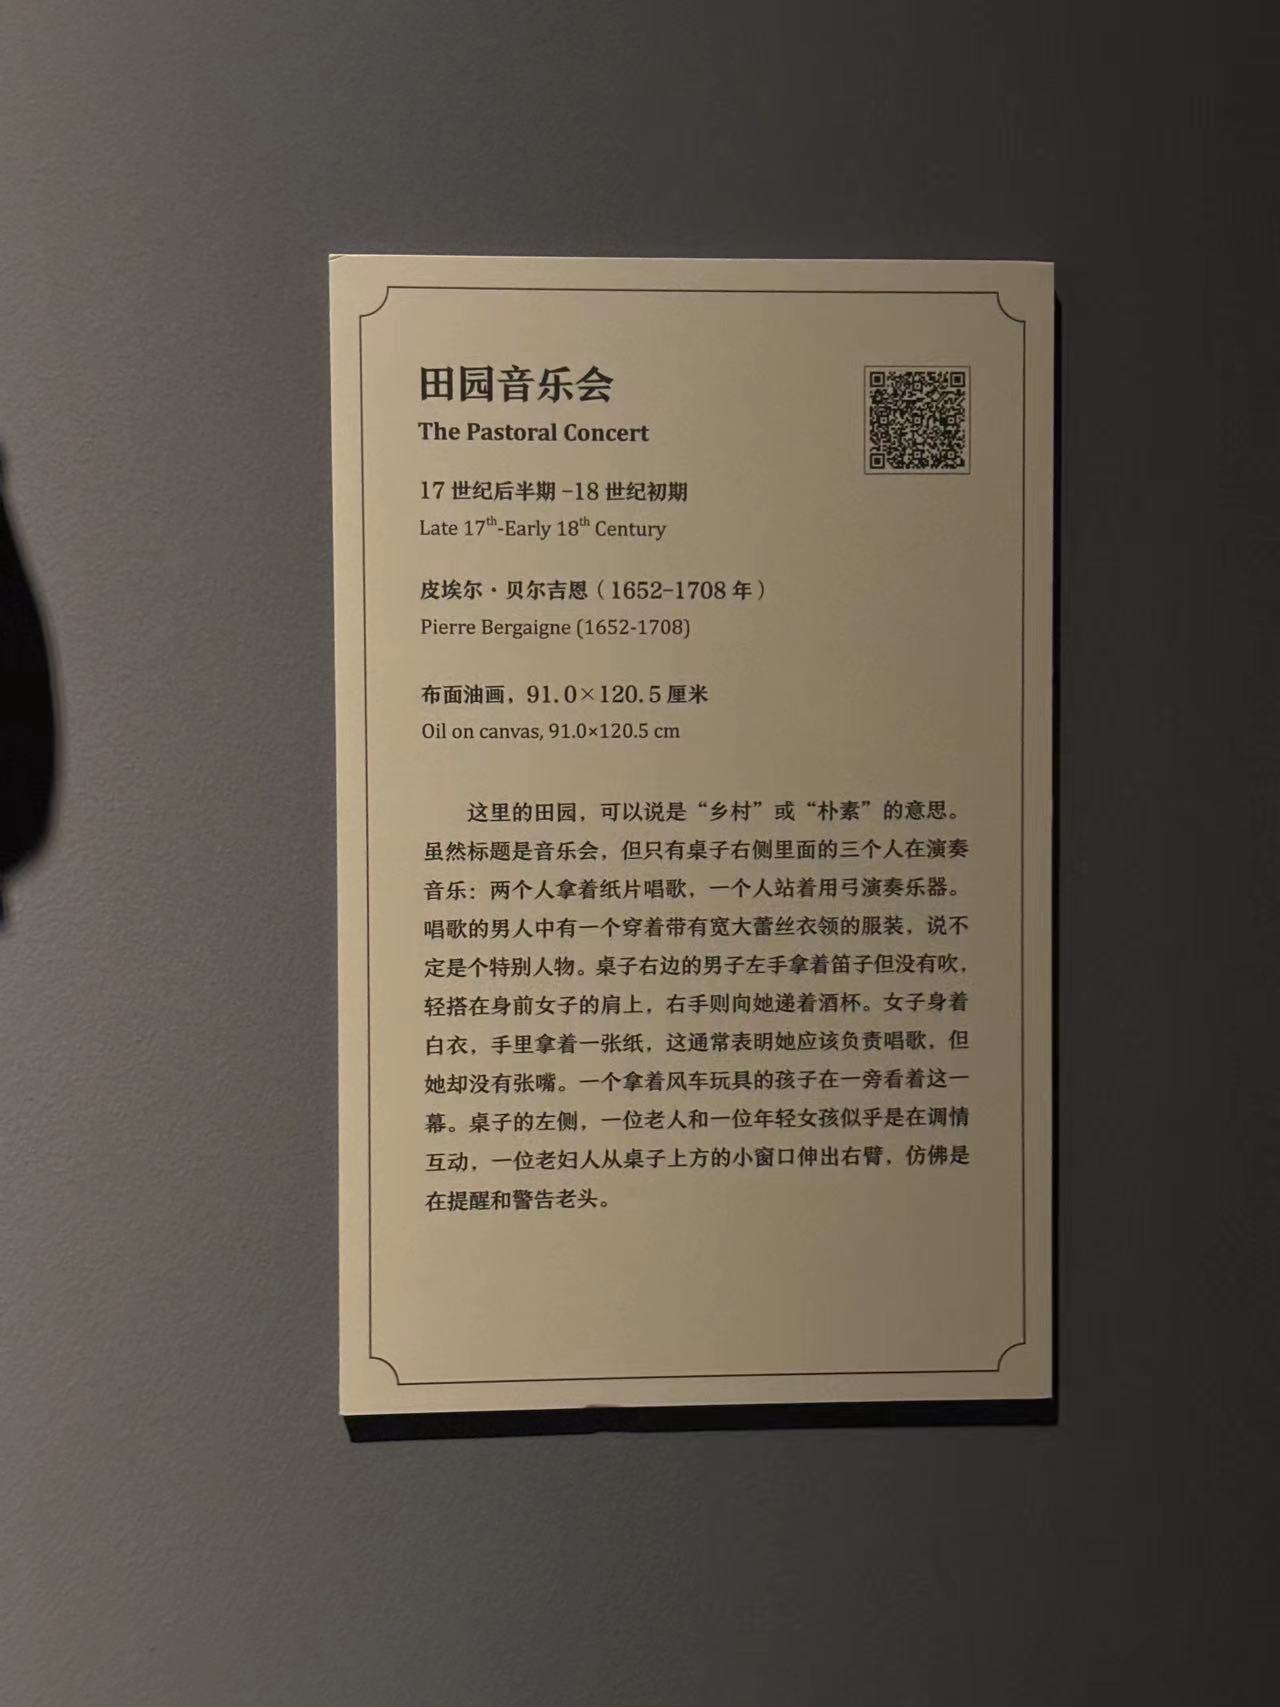 田园音乐会
The Pastoral Concert
17 世纪后半期 -18 世纪初期
Late 17th-Early 18th Century
皮埃尔·贝尔吉恩（1652-1708 年）
Pierre Bergaigne (1652-1708)
布面油画，91.0×120.5 厘米
Oil on canvas, 91.0×120.5 cm
这里的田园，可以说是“乡村”或“朴素”的意思。
虽然标题是音乐会，但只有桌子右侧里面的三个人在演奏
音乐：两个人拿着纸片唱歌，一个人站着用弓演奏乐器。
唱歌的男人中有一个穿着带有宽大蕾丝衣领的服装，说不
定是个特别人物。桌子右边的男子左手拿着笛子但没有吹，
轻搭在身前女子的肩上，右手则向她递着酒杯。女子身着
白衣，手里拿着一张纸，这通常表明她应该负责唱歌，但
她却没有张嘴。一个拿着风车玩具的孩子在一旁看着这一
幕。桌子的左侧，一位老人和一位年轻女孩似乎是在调情
互动，一位老妇人从桌子上方的小窗口伸出右臂，仿佛是
在提醒和警告老头。